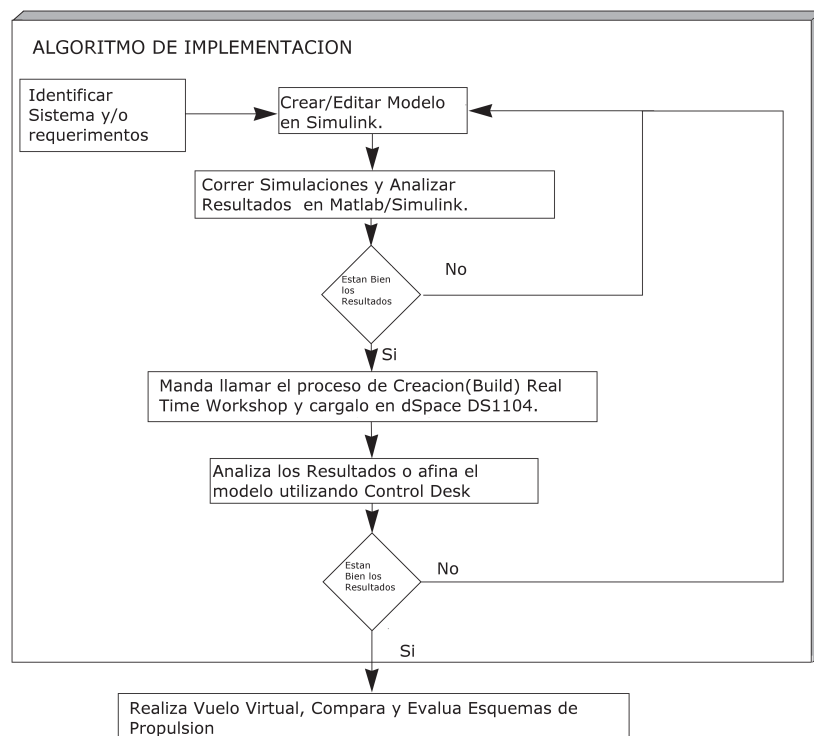 ALGORITMO DE IMPLEMENTACION
Identificar
Sistema y/o
requerimentos
Crear/Editar Modelo
en Simulink.
Correr Simulaciones y Analizar
Resultados en Matlab/Simulink.
Estan Bien
los
Resultados
No
Si
Manda llamar el proceso de Creacion(Build) Real
Time Workshop y cargalo en dSpace DS1104.
Analiza los Resultados o afina el
modelo utilizando Control Desk
Estan
Bien los
Resultados
No
Si
Realiza Vuelo Virtual, Compara y Evalua Esquemas de
Propulsion